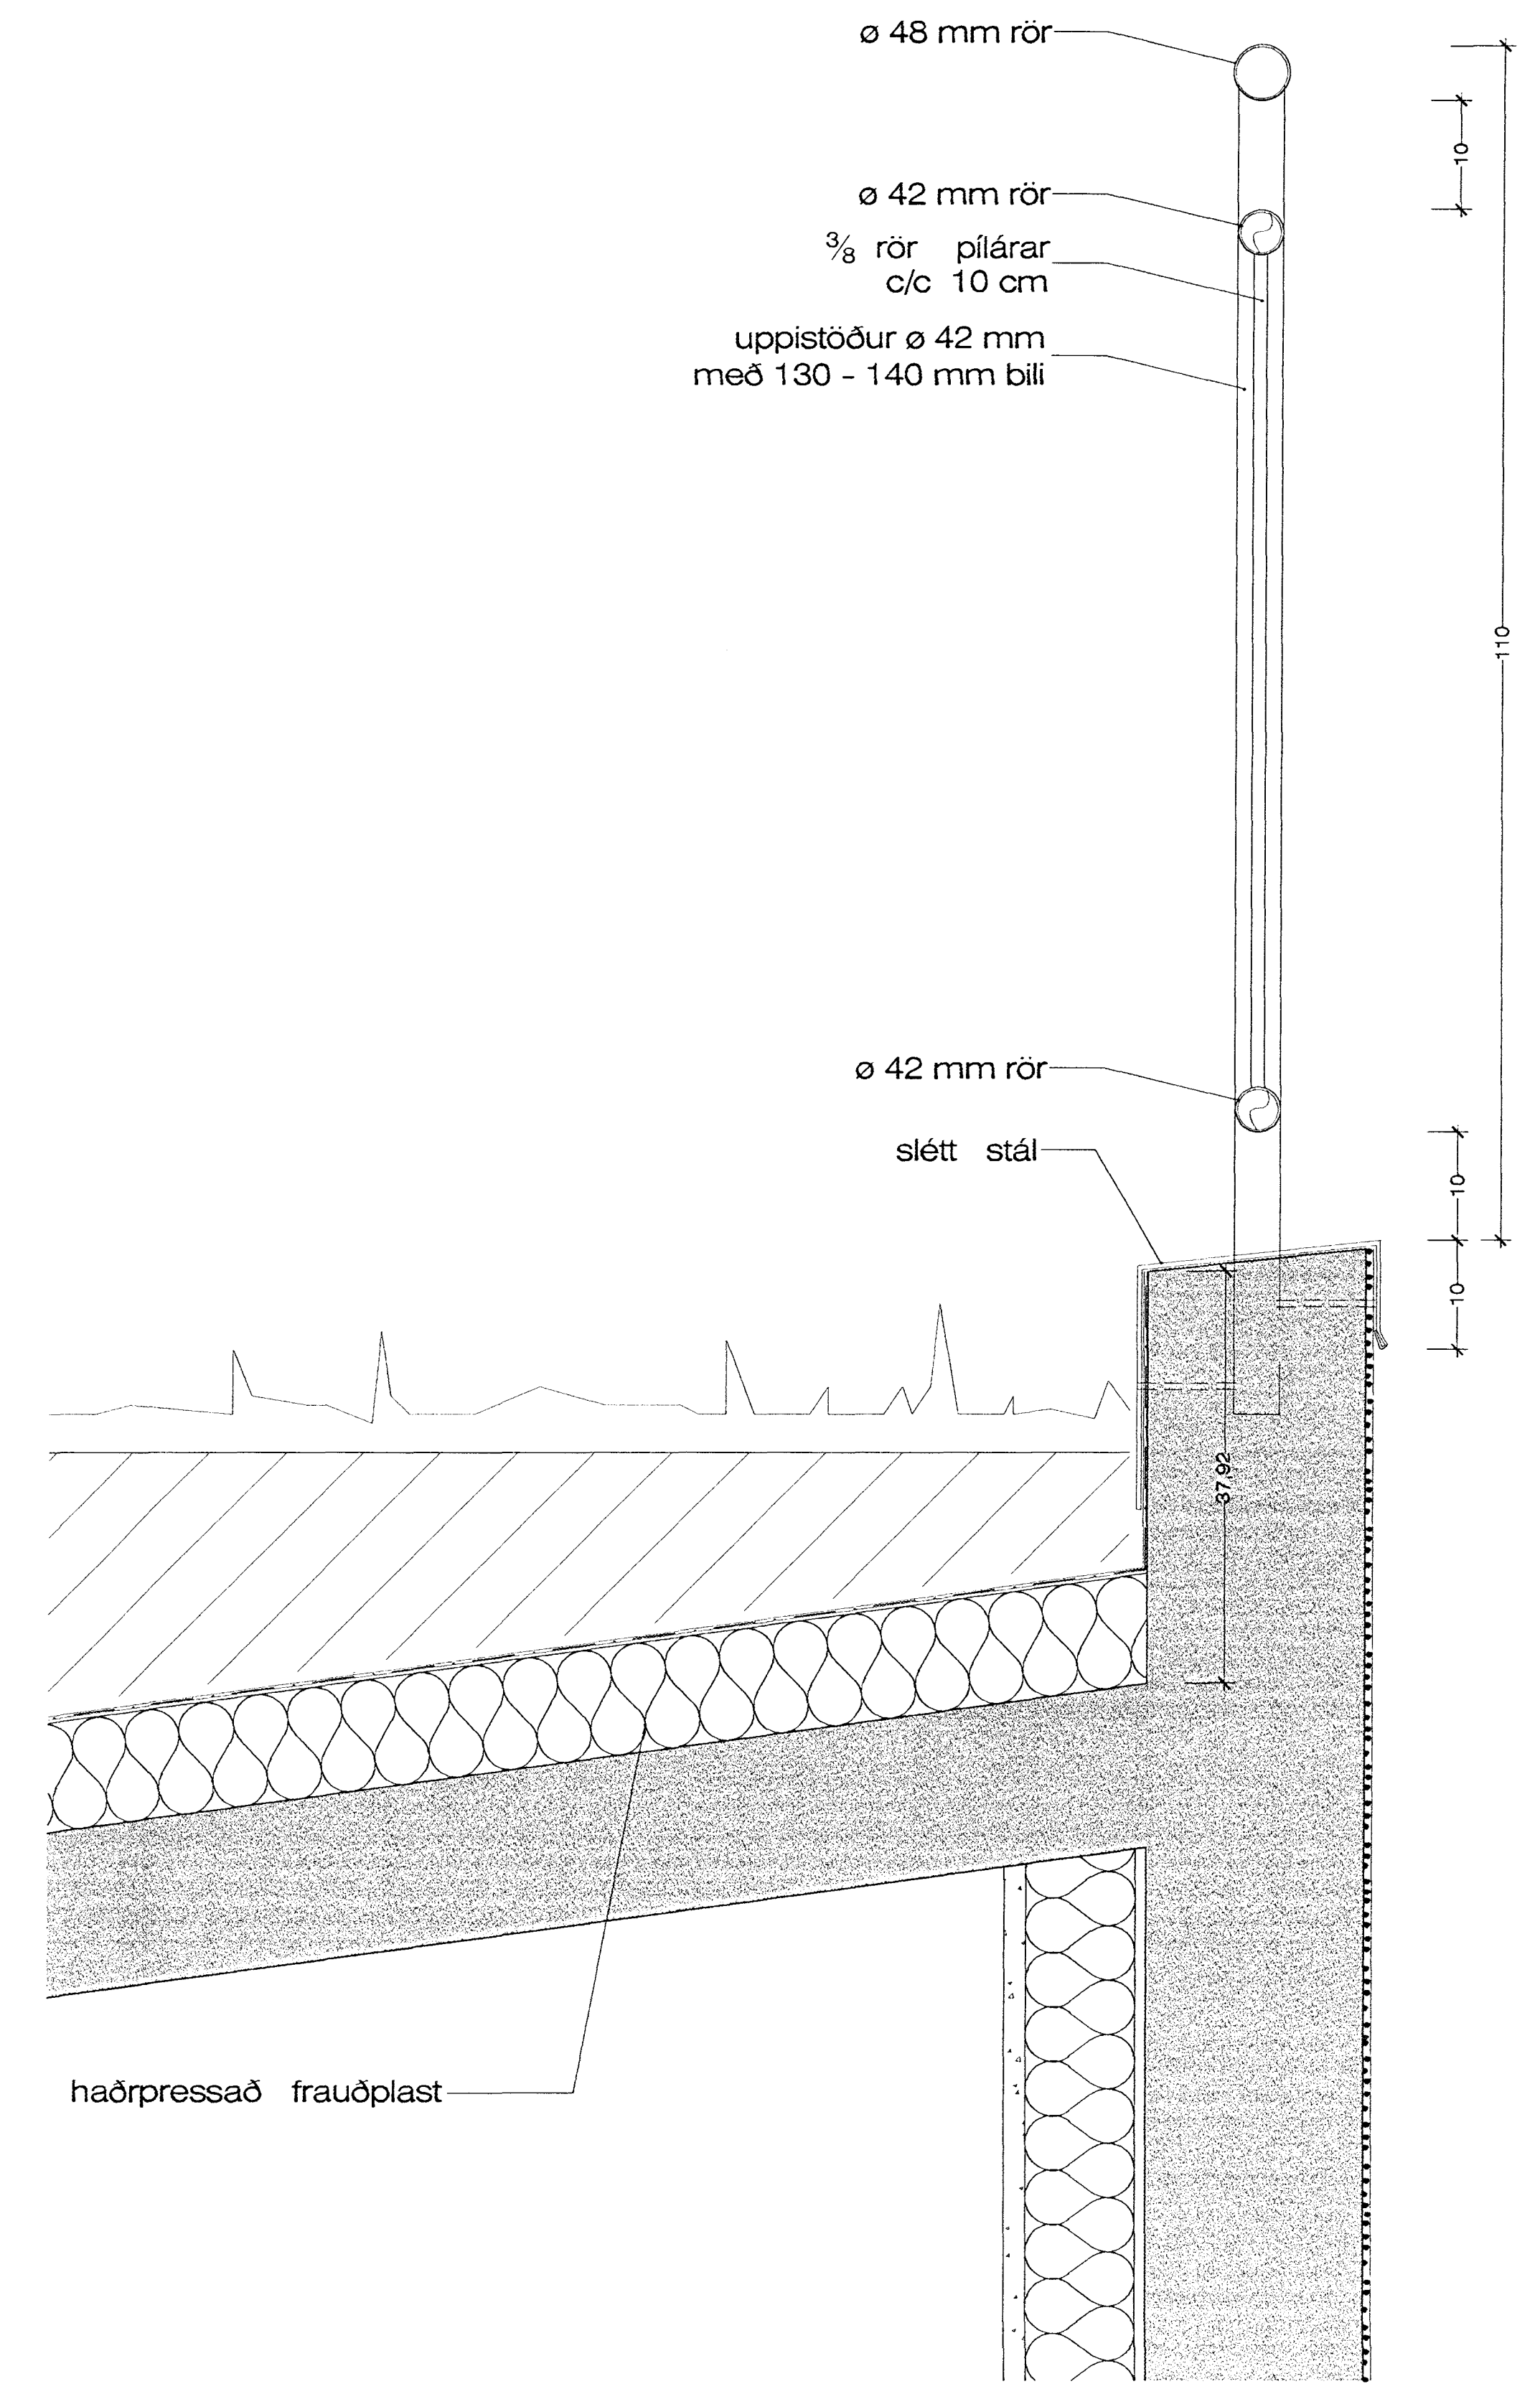 ø 48 mm rör
10
ø 42 mm rör
3/8 rör pílárar
c/c 10 cm
uppistöður ø 42 mm
með 130 - 140 mm bili
110
ø 42 mm rör
slétt stál
10
10
37,92
haðrpressað frauðplast